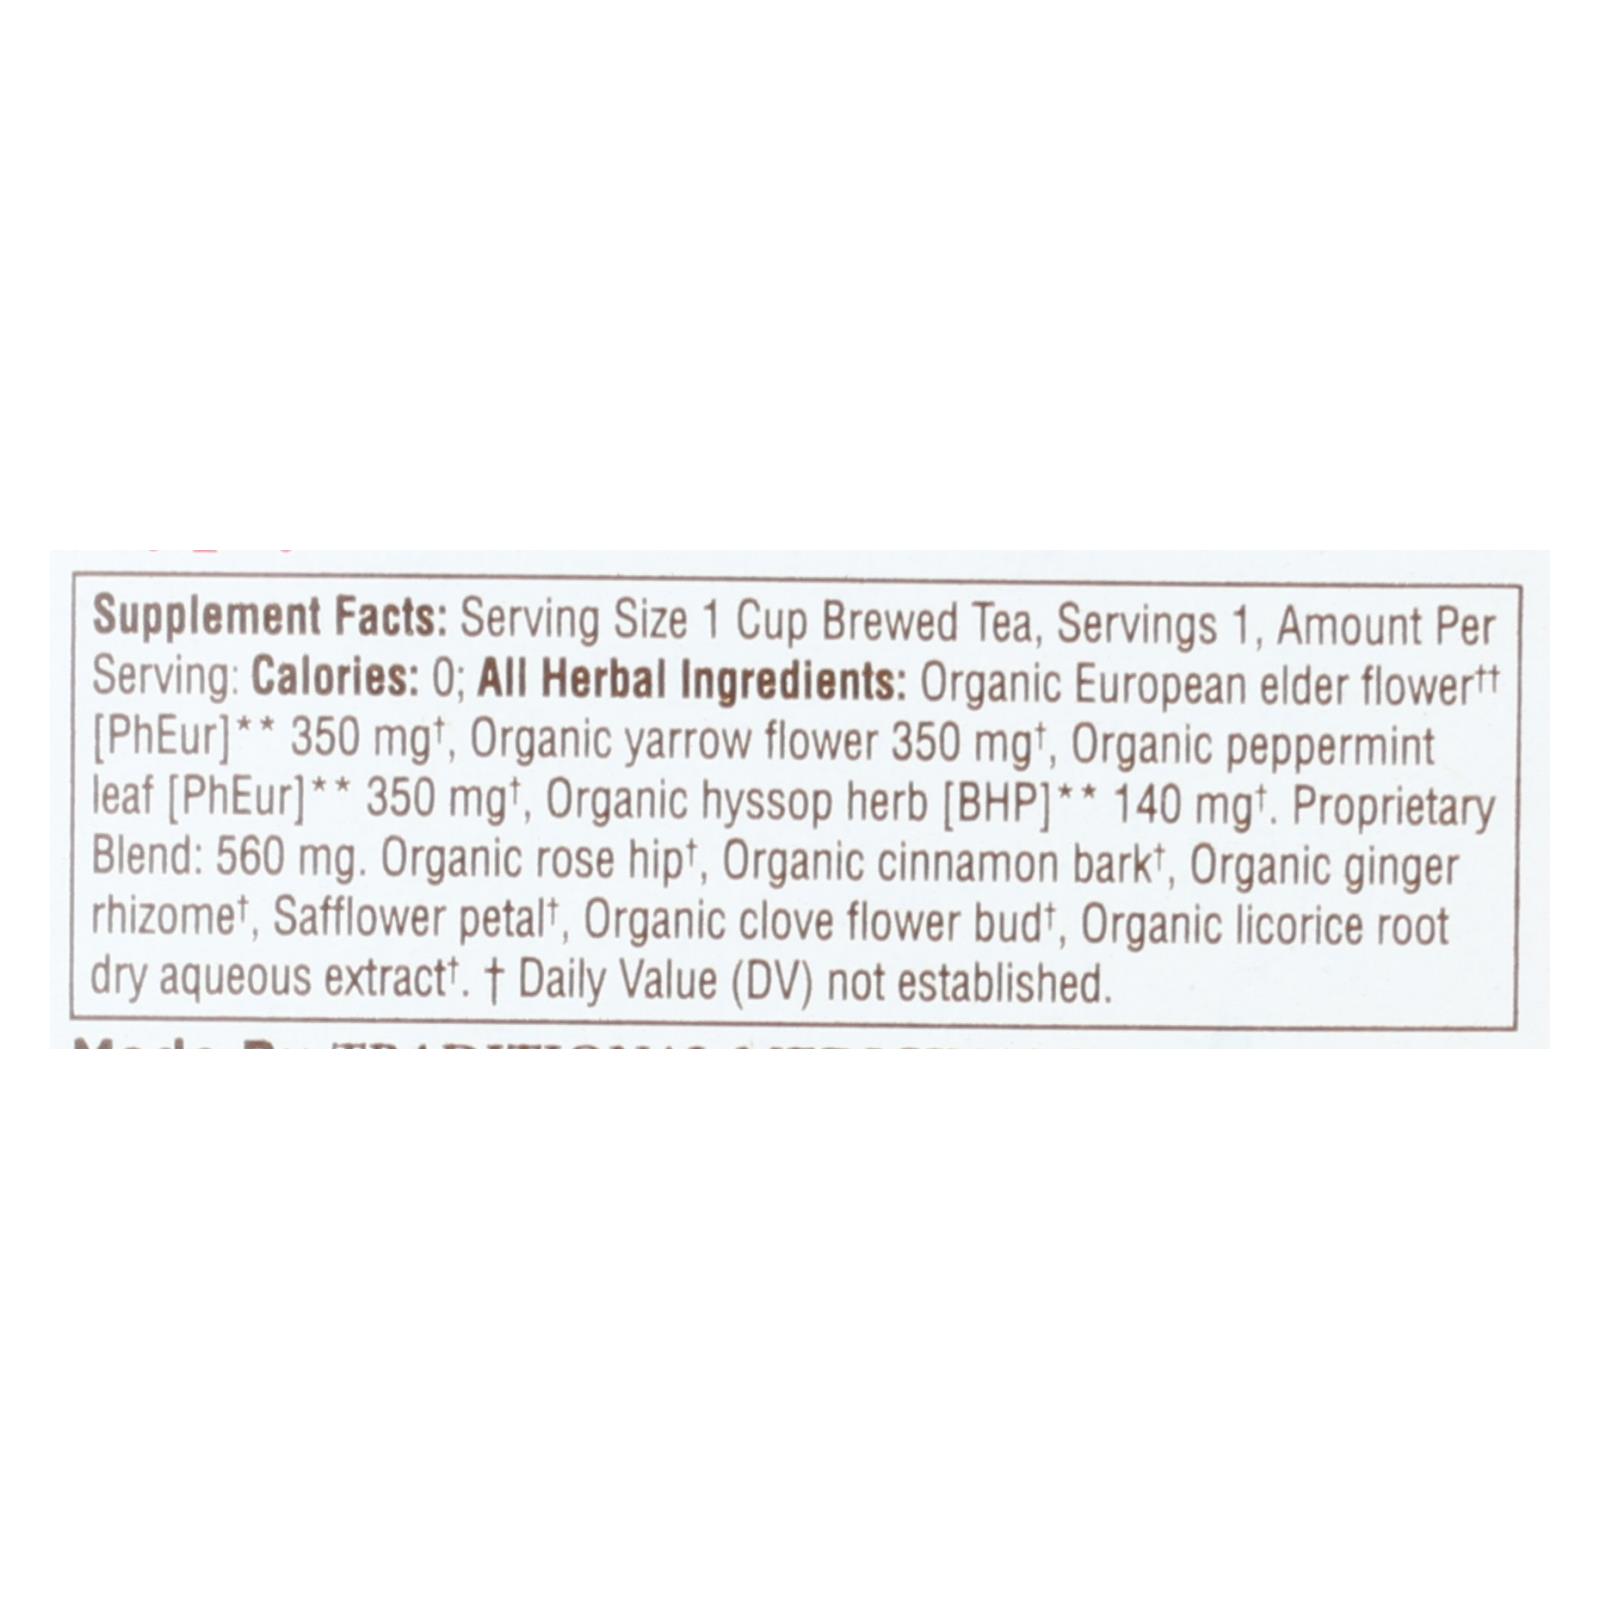 Supplement Facts: Serving Size 1 Cup Brewed Tea, Servings 1, Amount Per
Serving: Calories: 0; All Herbal Ingredients: Organic European elder flower††
[PhEur]** 350 mg†, Organic yarrow flower 350 mg†, Organic peppermint
leaf [PhEur]** 350 mg†, Organic hyssop herb [BHP]** 140 mg†. Proprietary
Blend: 560 mg. Organic rose hip†, Organic cinnamon bark†, Organic ginger
rhizome†, Safflower petal†, Organic clove flower bud†, Organic licorice root
dry aqueous extract†. † Daily Value (DV) not established.